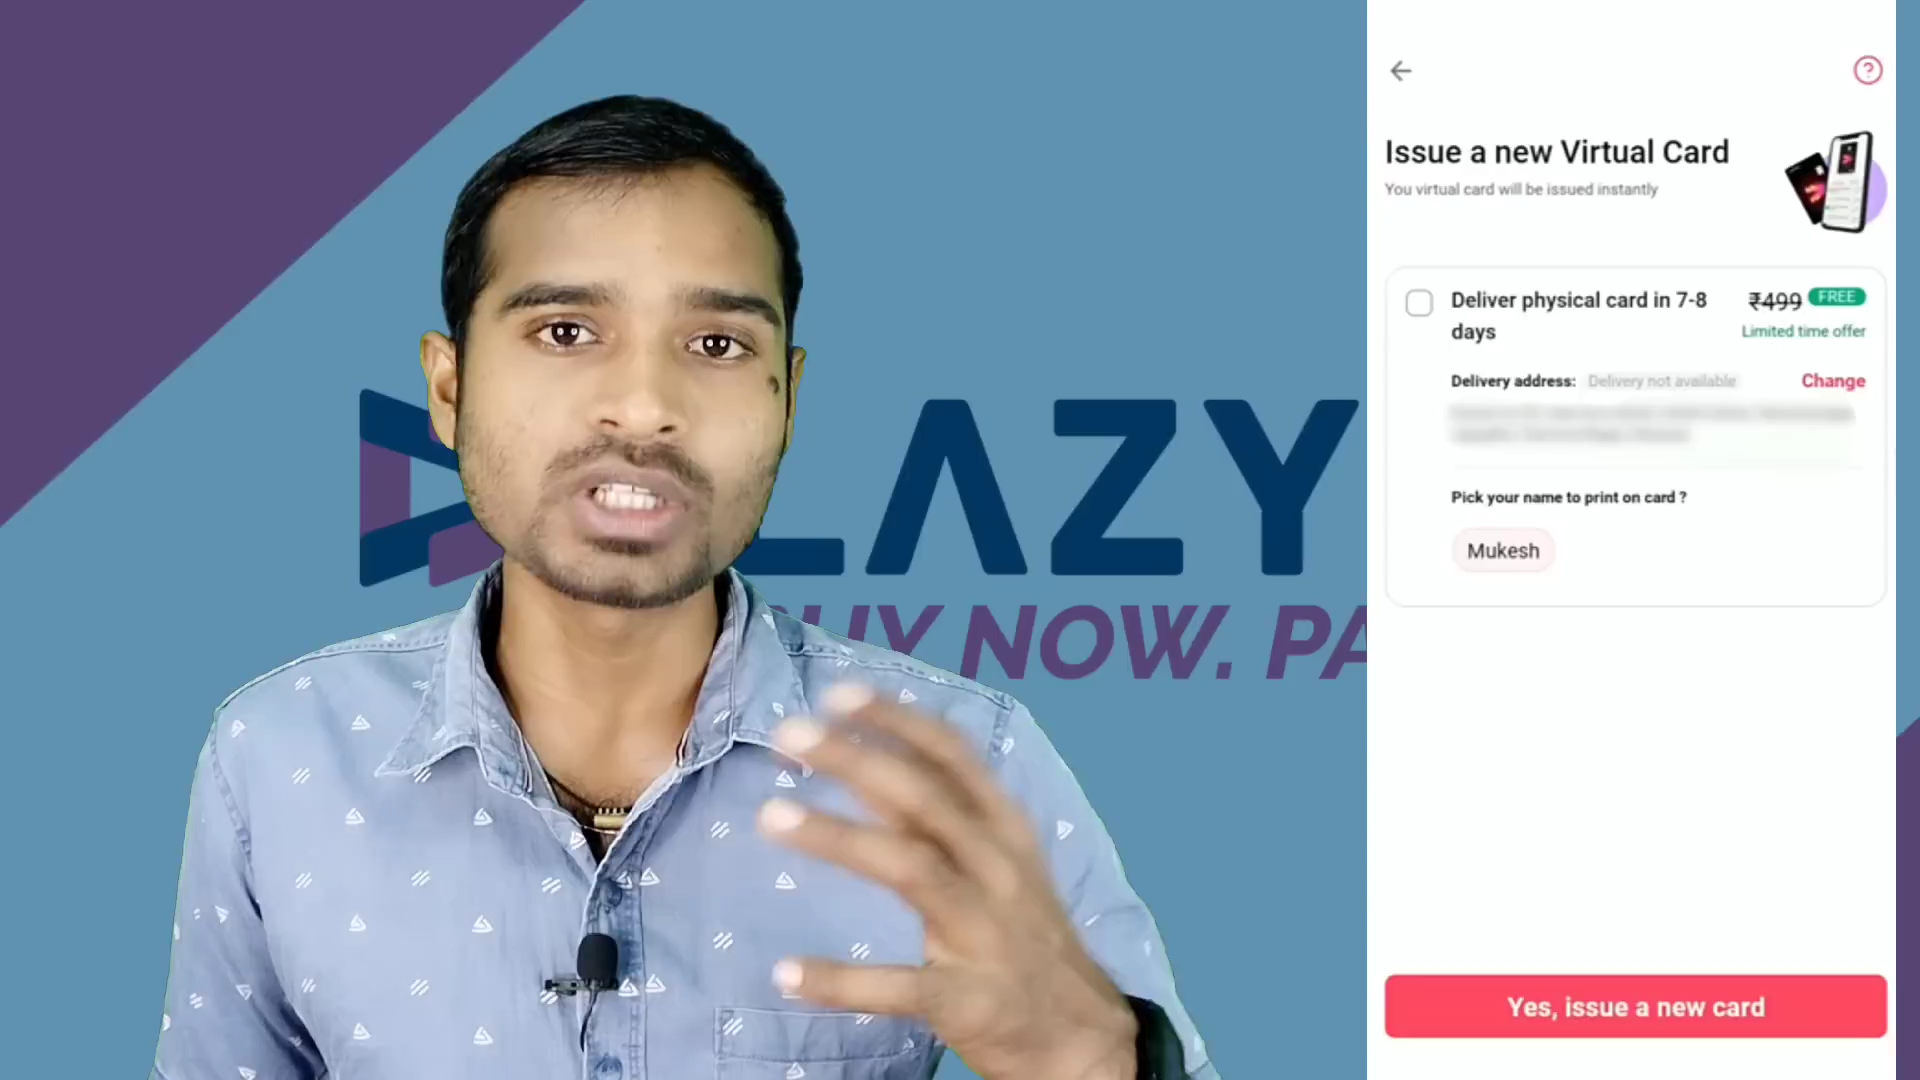 LAZY
BUY NOW. PA
Issue a new Virtual Card
You virtual card will be issued instantly
Deliver physical card in 7-8
days
₹499 FREE
Limited time offer
Delivery address: Delivery not available Change
Pick your name to print on card ?
Mukesh
Yes, issue a new card